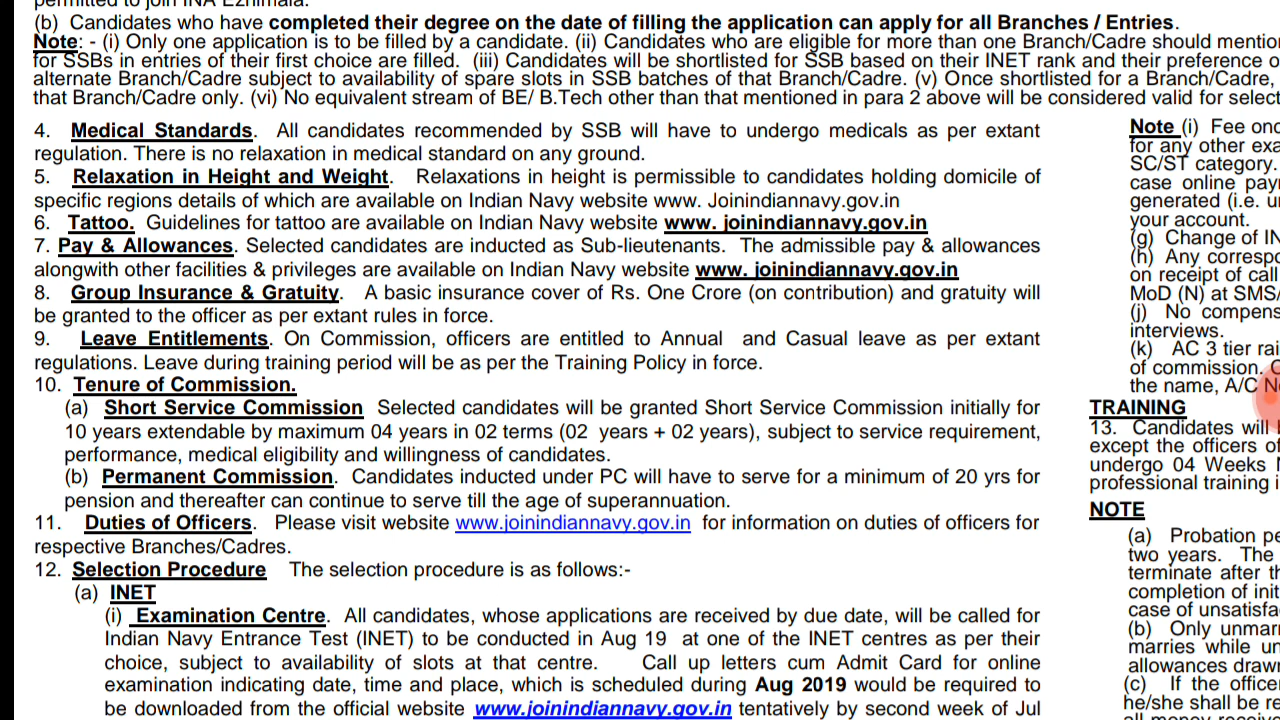 permitted to join INA Ezhimala.
(b) Candidates who have completed their degree on the date of filling the application can apply for all Branches / Entries.
Note: - (i) Only one application is to be filled by a candidate. (ii) Candidates who are eligible for more than one Branch/Cadre should mention
for SSBs in entries of their first choice are filled. (iii) Candidates will be shortlisted for SSB based on their INET rank and their preference o
alternate Branch/Cadre subject to availability of spare slots in SSB batches of that Branch/Cadre. (v) Once shortlisted for a Branch/Cadre,
that Branch/Cadre only. (vi) No equivalent stream of BE/ B.Tech other than that mentioned in para 2 above will be considered valid for select
4. Medical Standards. All candidates recommended by SSB will have to undergo medicals as per extant
regulation. There is no relaxation in medical standard on any ground.
5. Relaxation in Height and Weight. Relaxations in height is permissible to candidates holding domicile of
specific regions details of which are available on Indian Navy website www. Joinindiannavy.gov.in
6. Tattoo. Guidelines for tattoo are available on Indian Navy website www. joinindiannavy.gov.in
7. Pay & Allowances. Selected candidates are inducted as Sub-lieutenants. The admissible pay & allowances
alongwith other facilities & privileges are available on Indian Navy website www. joinindiannavy.gov.in
8. Group Insurance & Gratuity. A basic insurance cover of Rs. One Crore (on contribution) and gratuity will
be granted to the officer as per extant rules in force.
9. Leave Entitlements. On Commission, officers are entitled to Annual and Casual leave as per extant
regulations. Leave during training period will be as per the Training Policy in force.
10. Tenure of Commission.
(a) Short Service Commission Selected candidates will be granted Short Service Commission initially for
10 years extendable by maximum 04 years in 02 terms (02 years + 02 years), subject to service requirement,
performance, medical eligibility and willingness of candidates.
(b) Permanent Commission. Candidates inducted under PC will have to serve for a minimum of 20 yrs for
pension and thereafter can continue to serve till the age of superannuation.
11. Duties of Officers. Please visit website www.joinindiannavy.gov.in for information on duties of officers for
respective Branches/Cadres.
12. Selection Procedure The selection procedure is as follows:-
(a) INET
(i) Examination Centre. All candidates, whose applications are received by due date, will be called for
Indian Navy Entrance Test (INET) to be conducted in Aug 19 at one of the INET centres as per their
choice, subject to availability of slots at that centre. Call up letters cum Admit Card for online
examination indicating date, time and place, which is scheduled during Aug 2019 would be required to
be downloaded from the official website www.joinindiannavy.gov.in tentatively by second week of Jul
Note (i) Fee onc
for any other exa
SC/ST category.
case online pay
generated (i.e. u
your account.
(g) Change of IN
(h) Any corresp
on receipt of call
MoD (N) at SMS/
(j) No compens
interviews.
(k) AC 3 tier rai
of commission. C
the name, A/C N
TRAINING
13. Candidates will
except the officers of
undergo 04 Weeks
professional training i
NOTE
(a) Probation pe
two years. The
terminate after th
completion of init
case of unsatisfa
(b) Only unmarr
marries while un
allowances drawn
(c) If the officer
he/she shall be re
all money receive